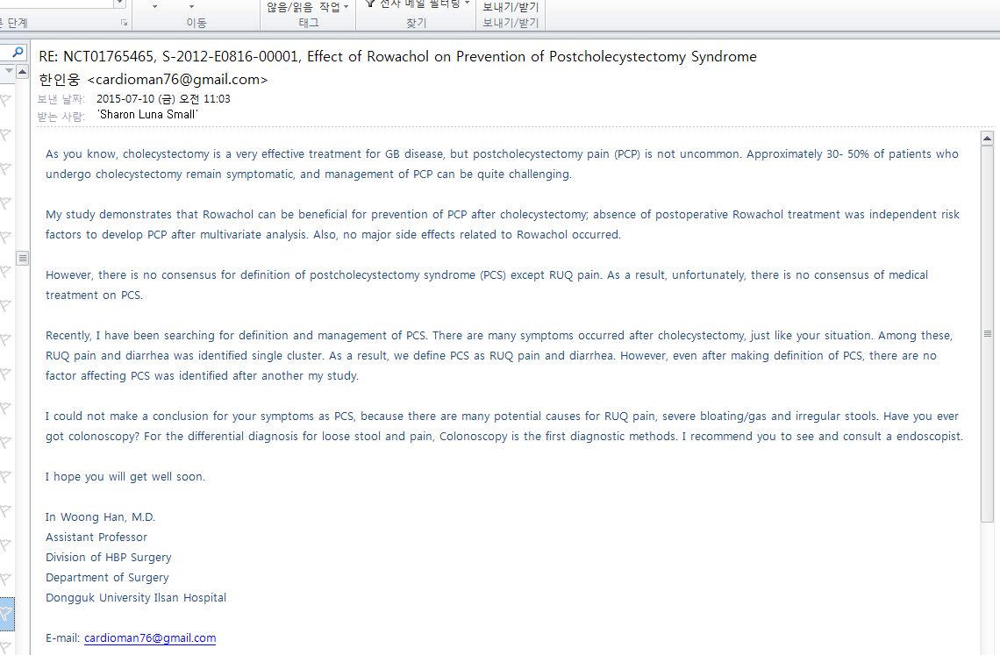 않음/읽음 작업
전자 메일 필터링
보내기/받기
른 단계
이동
태그
찾기
보내기/받기
RE: NCT01765465, S-2012-E0816-00001, Effect of Rowachol on Prevention of Postcholecystectomy Syndrome
한인웅 <cardioman76@gmail.com>
보낸 날짜: 2015-07-10 (금) 오전 11:03
받는 사람: 'Sharon Luna Small'
As you know, cholecystectomy is a very effective treatment for GB disease, but postcholecystectomy pain (PCP) is not uncommon. Approximately 30- 50% of patients who
undergo cholecystectomy remain symptomatic, and management of PCP can be quite challenging.
My study demonstrates that Rowachol can be beneficial for prevention of PCP after cholecystectomy; absence of postoperative Rowachol treatment was independent risk
factors to develop PCP after multivariate analysis. Also, no major side effects related to Rowachol occurred.
However, there is no consensus for definition of postcholecystectomy syndrome (PCS) except RUQ pain. As a result, unfortunately, there is no consensus of medical
treatment on PCS.
Recently, I have been searching for definition and management of PCS. There are many symptoms occurred after cholecystectomy, just like your situation. Among these,
RUQ pain and diarrhea was identified single cluster. As a result, we define PCS as RUQ pain and diarrhea. However, even after making definition of PCS, there are no
factor affecting PCS was identified after another my study.
I could not make a conclusion for your symptoms as PCS, because there are many potential causes for RUQ pain, severe bloating/gas and irregular stools. Have you ever
got colonoscopy? For the differential diagnosis for loose stool and pain, Colonoscopy is the first diagnostic methods. I recommend you to see and consult a endoscopist.
I hope you will get well soon.
In Woong Han, M.D.
Assistant Professor
Division of HBP Surgery
Department of Surgery
Dongguk University Ilsan Hospital
E-mail: cardioman76@gmail.com